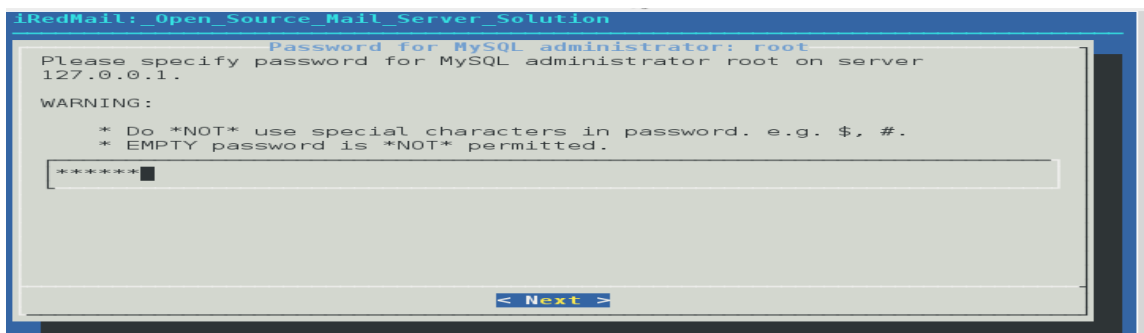 iRedMail:_Open_Source_Mail_Server_Solution
Password for MySQL administrator: root
Please specify password for MySQL administrator root on server
127.0.0.1.
WARNING:
* Do *NOT* use special characters in password. e.g. $, #.
* EMPTY password is *NOT* permitted.
******
< Next >